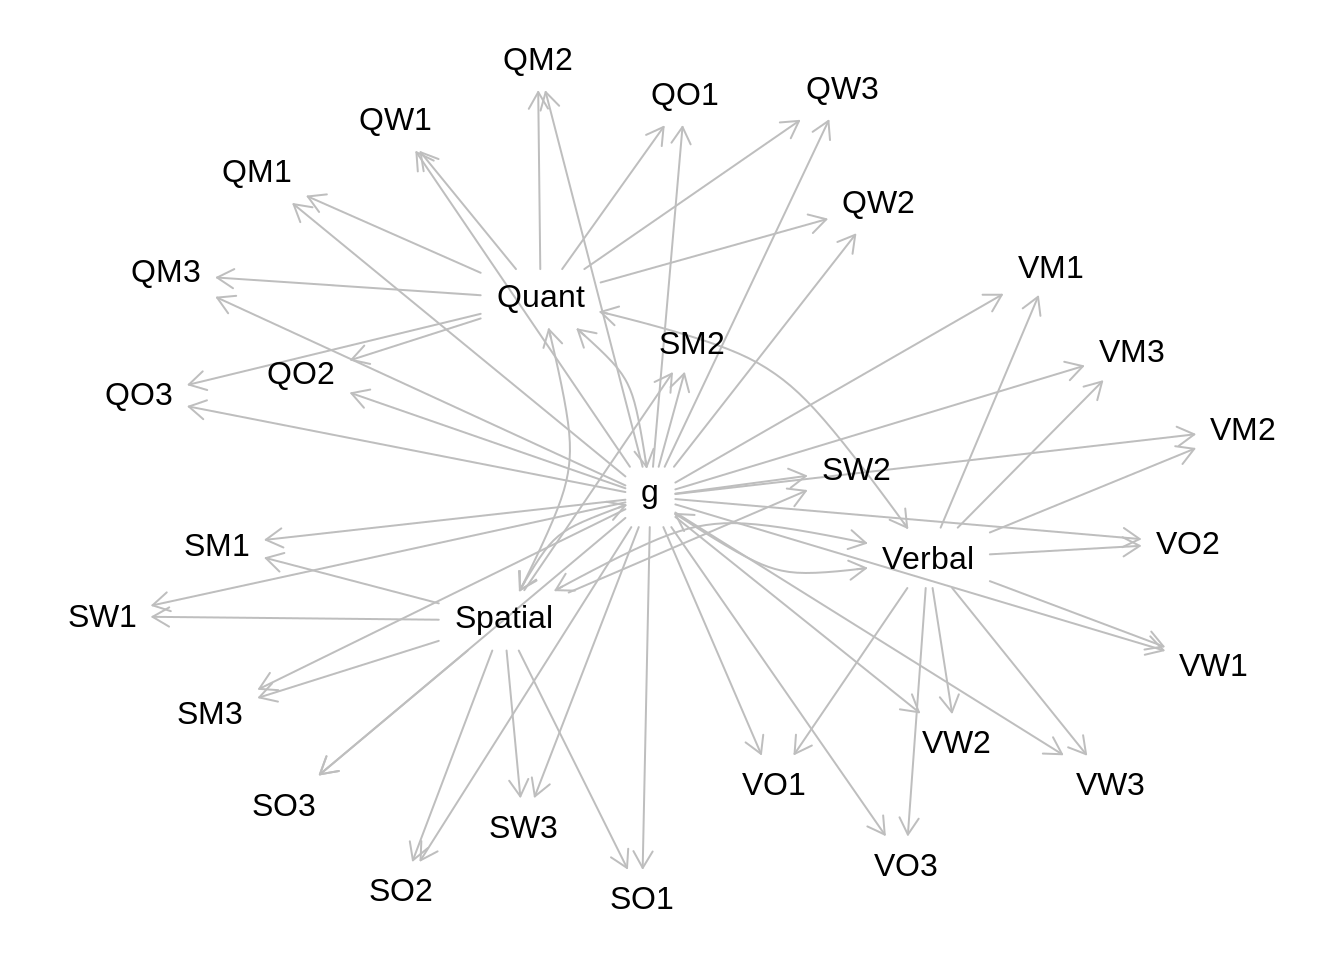 QM2
QW3
QO1
QW1
QM1
QW2
VM1
QM3
Quant
SM2
VM3
QO2
QO3
VM2
SW2
g
VO2
SM1
Verbal
SW1
Spatial
VW1
SM3
VW2
VO1
VW3
SO3
SW3
VO3
SO2
SO1